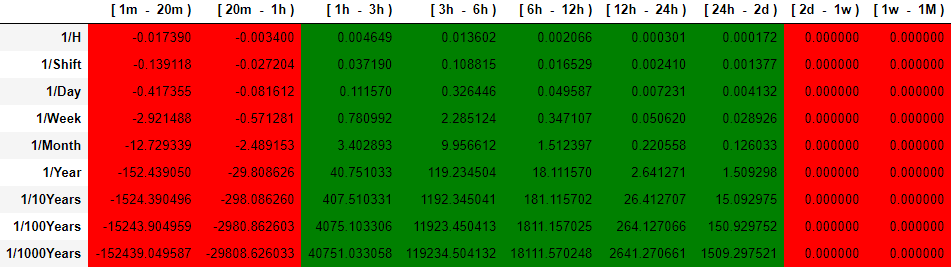 [ 1m - 20m ) [ 20m - 1h ) [ 1h - 3h ) [ 3h - 6h ) [ 6h - 12h ) [ 12h - 24h ) [ 24h - 2d ) [ 2d - 1w ) [ 1w - 1M )
1/H -0.017390 -0.003400 0.004649 0.013602 0.002066 0.000301 0.000172 0.000000 0.000000
1/Shift -0.139118 -0.027204 0.037190 0.108815 0.016529 0.002410 0.001377 0.000000 0.000000
1/Day -0.417355 -0.081612 0.111570 0.326446 0.049587 0.007231 0.004132 0.000000 0.000000
1/Week -2.921488 -0.571281 0.780992 2.285124 0.347107 0.050620 0.028926 0.000000 0.000000
1/Month -12.729339 -2.489153 3.402893 9.956612 1.512397 0.220558 0.126033 0.000000 0.000000
1/Year -152.439050 -29.808626 40.751033 119.234504 18.111570 2.641271 1.509298 0.000000 0.000000
1/10Years -1524.390496 -298.086260 407.510331 1192.345041 181.115702 26.412707 15.092975 0.000000 0.000000
1/100Years -15243.904959 -2980.862603 4075.103306 11923.450413 1811.157025 264.127066 150.929752 0.000000 0.000000
1/1000Years -152439.049587 -29808.626033 40751.033058 119234.504132 18111.570248 2641.270661 1509.297521 0.000000 0.000000